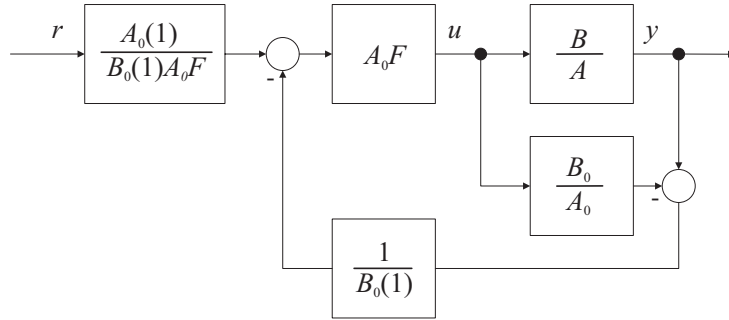 r
A₀(1)
B₀(1)A₀F
-
A₀F
u
B
A
y
B₀
A₀
-
1
B₀(1)